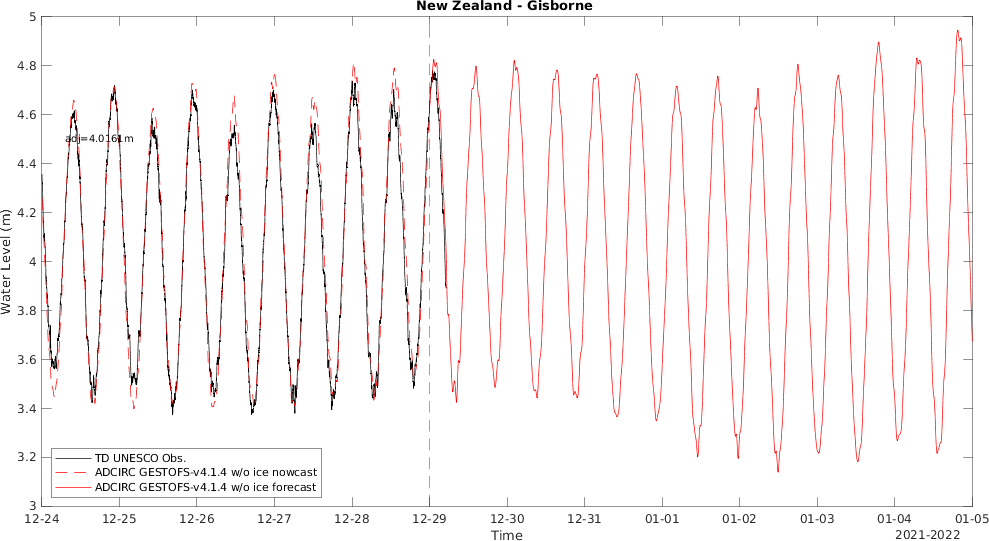 New Zealand - Gisborne
5
4.8
4.6
4.4
4.2
4
3.8
3.6
3.4
3.2
3
Water Level (m)
adj=4.0161m
TD UNESCO Obs.
ADCIRC GESTOFS-v4.1.4 w/o ice nowcast
ADCIRC GESTOFS-v4.1.4 w/o ice forecast
12-24 12-25 12-26 12-27 12-28 12-29 12-30 12-31 01-01 01-02 01-03 01-04 01-05
Time
2021-2022